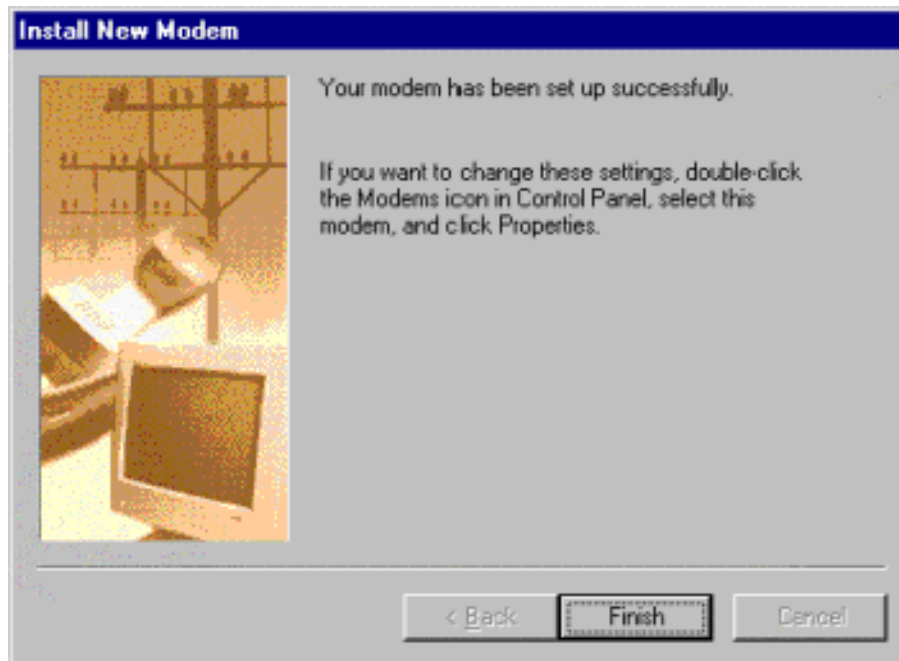 Install New Modem
Your modem has been set up successfully.
If you want to change these settings, double-click
the Modems icon in Control Panel, select this
modem, and click Properties.
< Back
Finish
Cancel